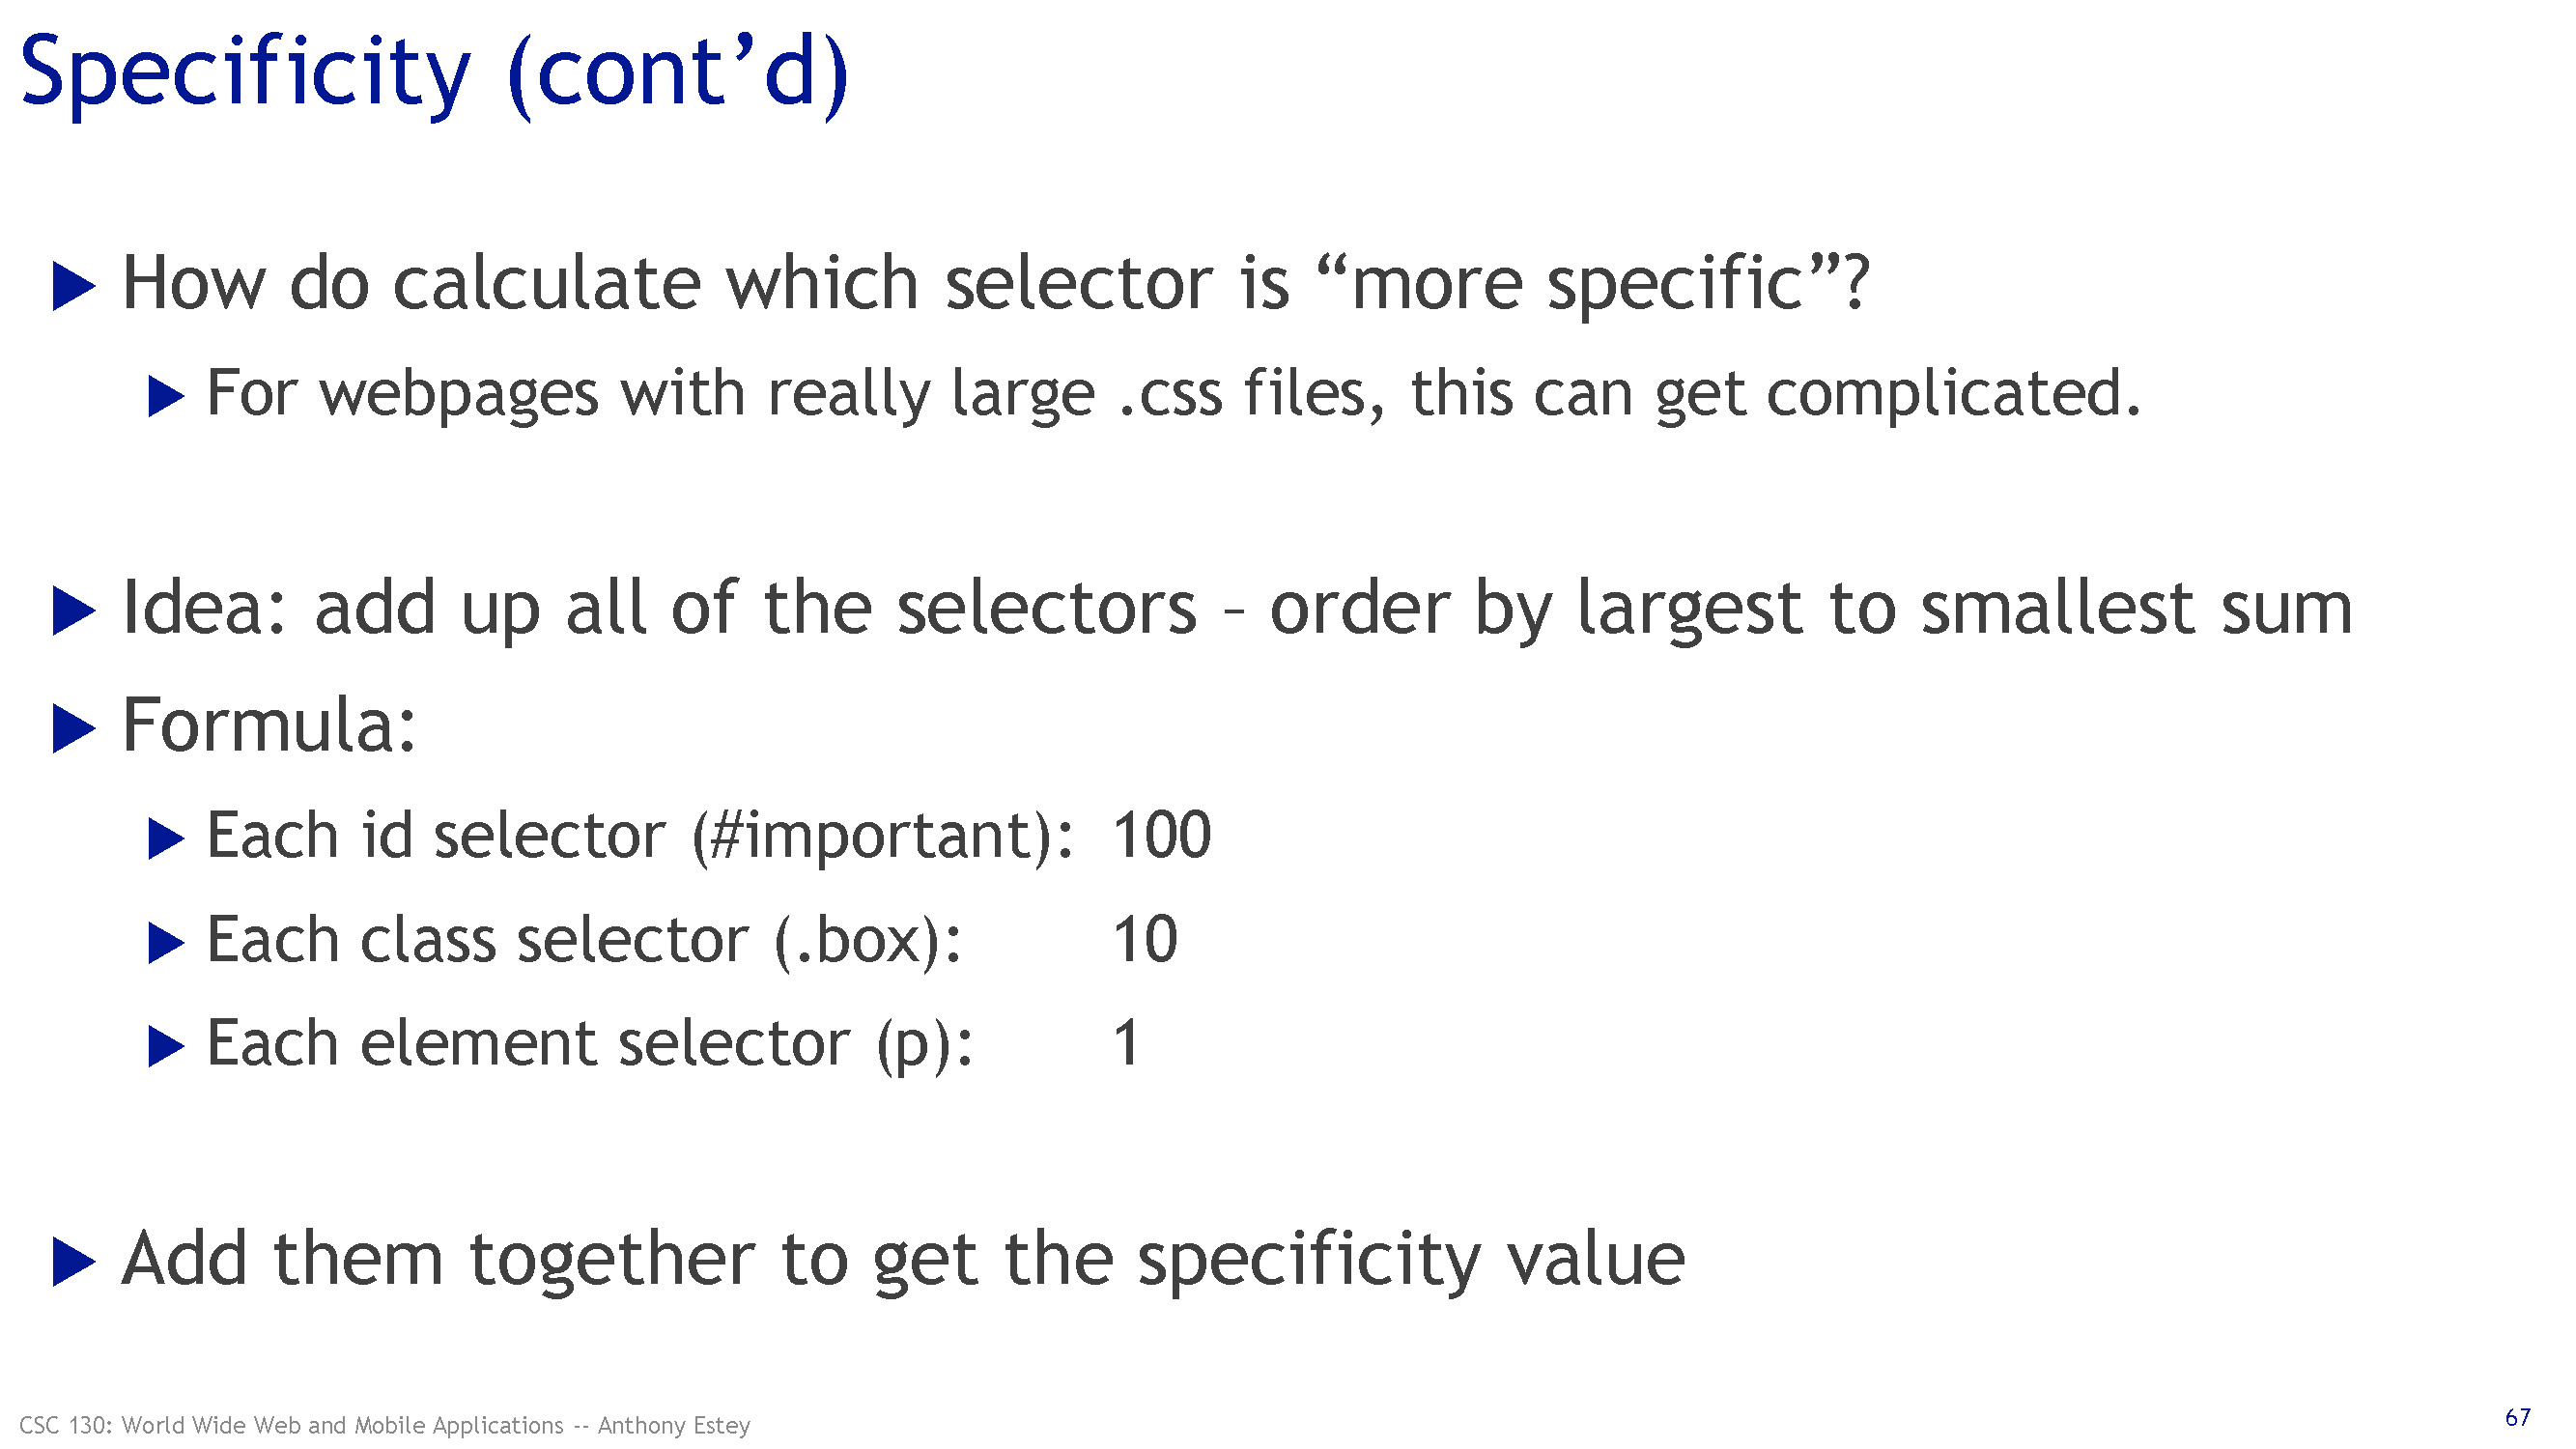 Specificity (cont’d)
How do calculate which selector is “more specific”?
For webpages with really large .css files, this can get complicated.
Idea: add up all of the selectors – order by largest to smallest sum
Formula:
Each id selector (#important): 100
Each class selector (.box): 10
Each element selector (p): 1
Add them together to get the specificity value
CSC 130: World Wide Web and Mobile Applications -- Anthony Estey
67